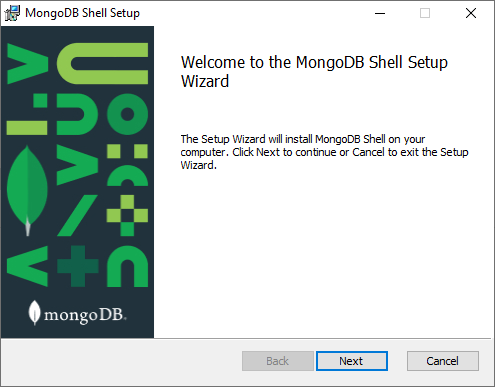 MongoDB Shell Setup
Welcome to the MongoDB Shell Setup
Wizard
The Setup Wizard will install MongoDB Shell on your
computer. Click Next to continue or Cancel to exit the Setup
Wizard.
mongoDB®
Back
Next
Cancel